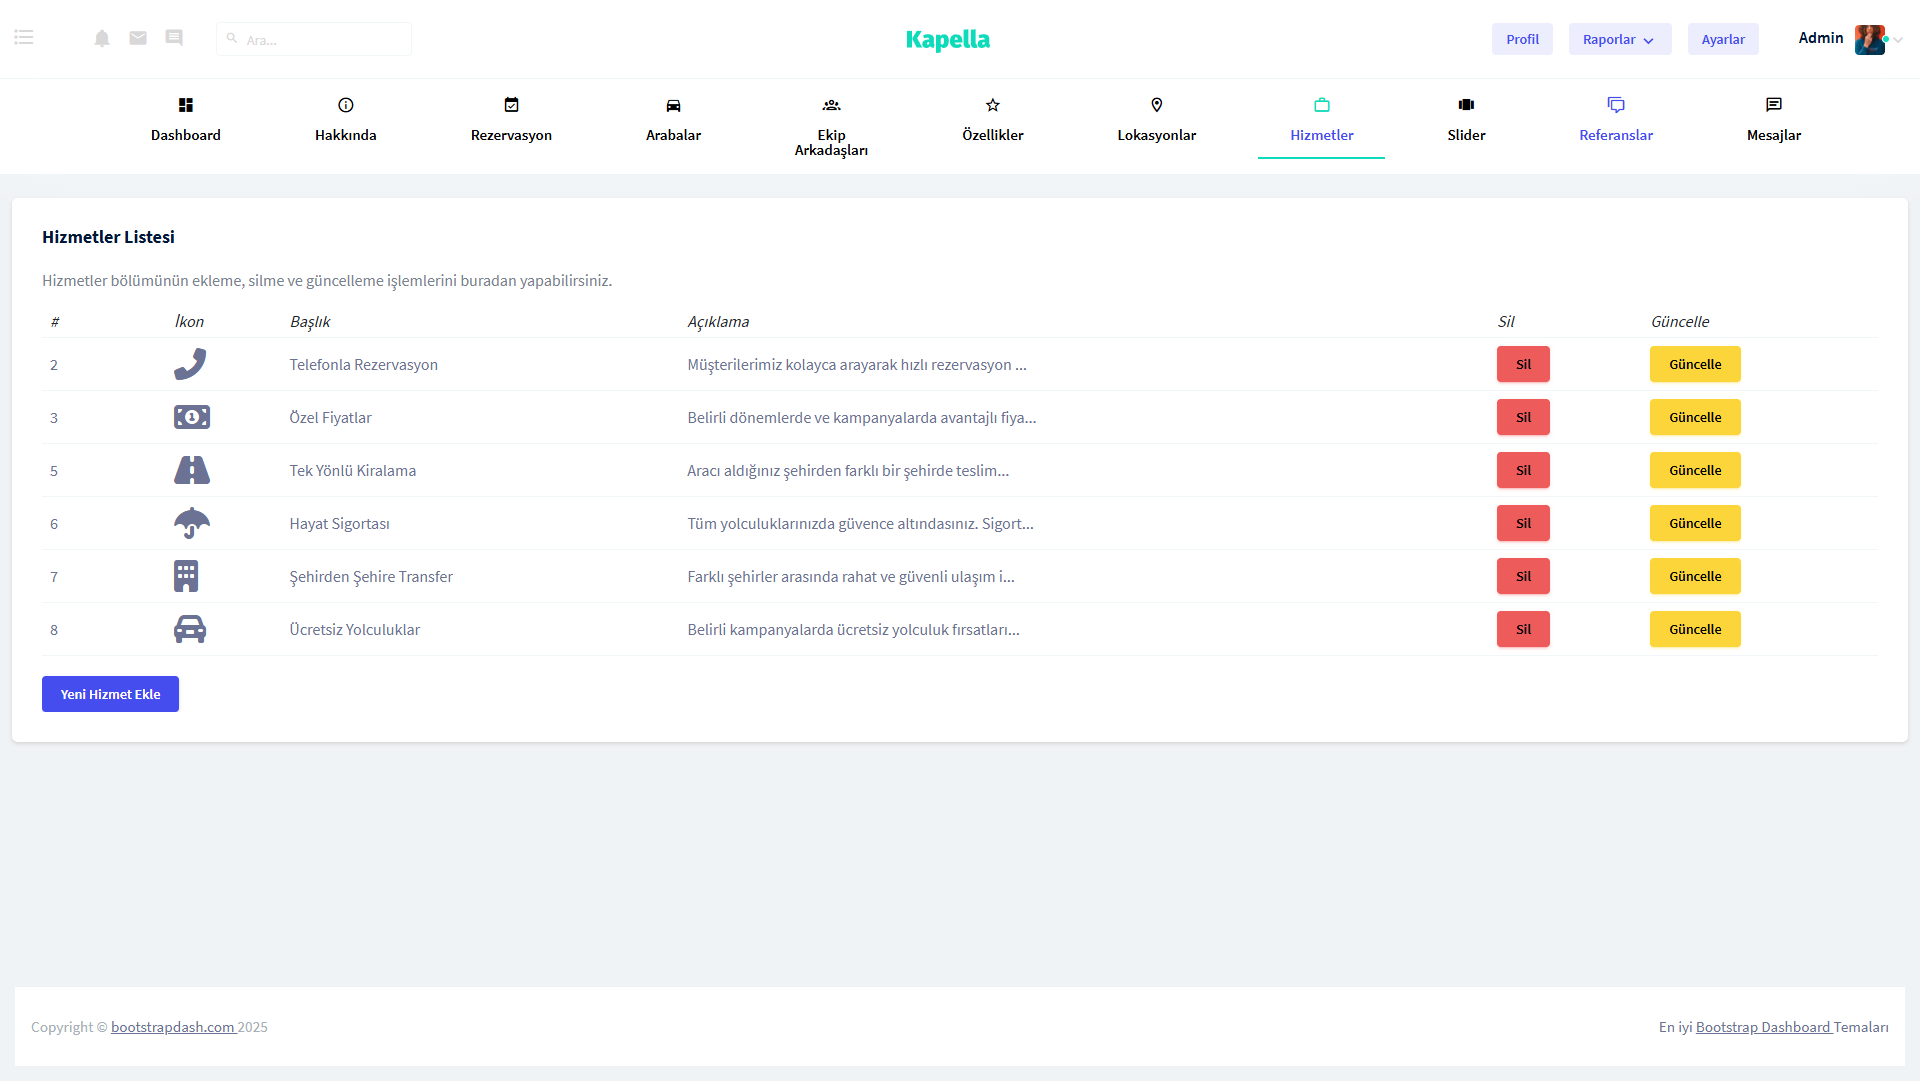 Ara...
Kapella
Profil
Raporlar
Ayarlar
Admin
Dashboard
Hakkında
Rezervasyon
Arabalar
Ekip
Arkadaşları
Özellikler
Lokasyonlar
Hizmetler
Slider
Referanslar
Mesajlar
Hizmetler Listesi
Hizmetler bölümünün ekleme, silme ve güncelleme işlemlerini buradan yapabilirsiniz.
# İkon Başlık Açıklama Sil Güncelle
2 Telefonla Rezervasyon Müşterilerimiz kolayca arayarak hızlı rezervasyon ... Sil Güncelle
3 Özel Fiyatlar Belirli dönemlerde ve kampanyalarda avantajlı fiya... Sil Güncelle
5 Tek Yönlü Kiralama Aracı aldığınız şehirden farklı bir şehirde teslim... Sil Güncelle
6 Hayat Sigortası Tüm yolculuklarınızda güvence altındasınız. Sigort... Sil Güncelle
7 Şehirden Şehire Transfer Farklı şehirler arasında rahat ve güvenli ulaşım i... Sil Güncelle
8 Ücretsiz Yolculuklar Belirli kampanyalarda ücretsiz yolculuk fırsatları... Sil Güncelle
Yeni Hizmet Ekle
Copyright © bootstrapdash.com 2025
En iyi Bootstrap Dashboard Temaları